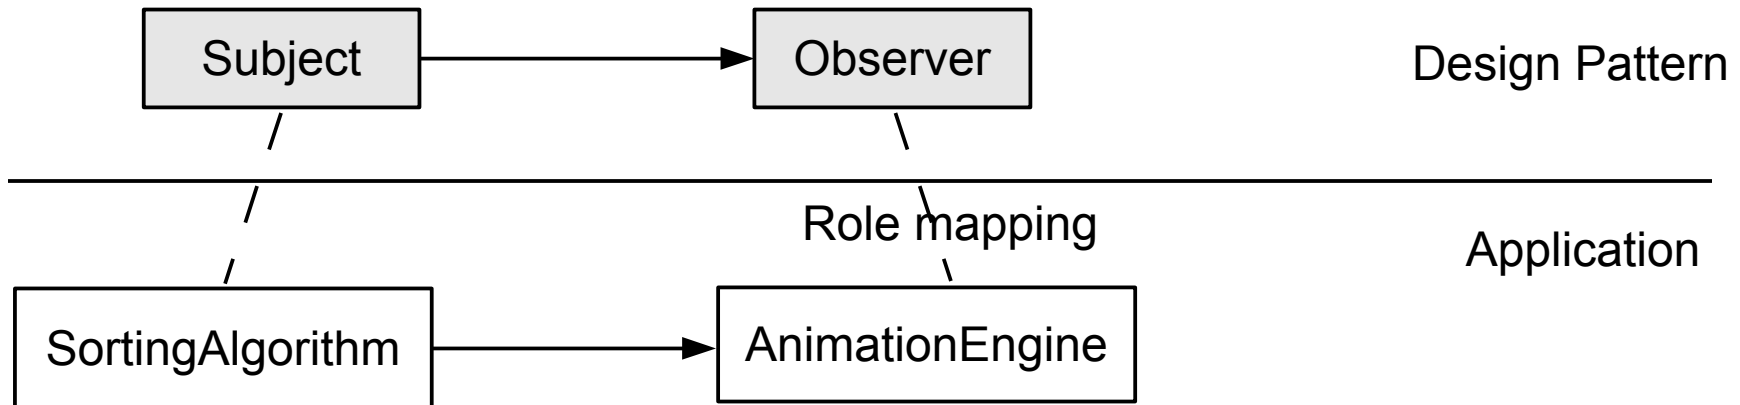 Subject
Observer
Design Pattern
Role mapping
Application
SortingAlgorithm
AnimationEngine